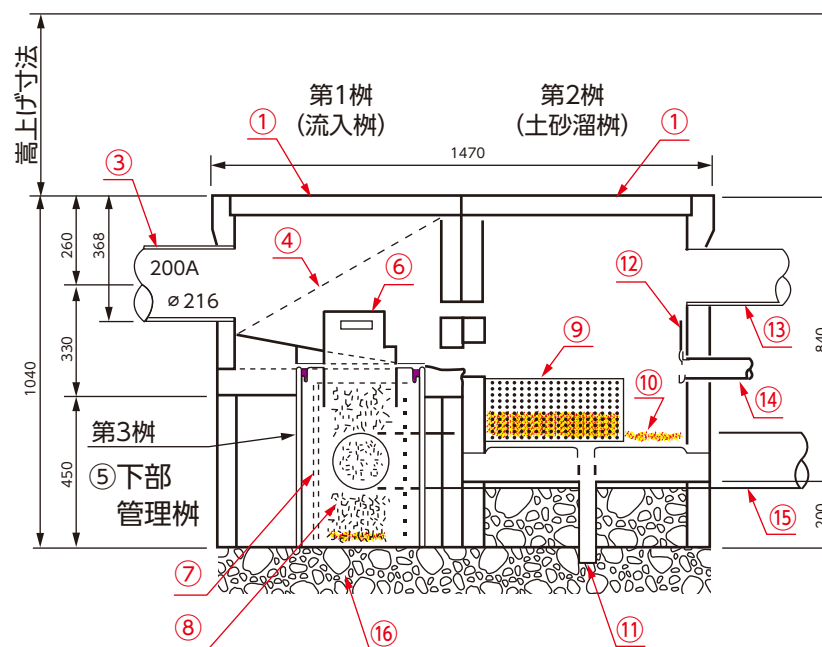 嵩上げ寸法
第1桝
(流入桝)
第2桝
(土砂溜桝)
①
①
1470
③
④
⑥
⑫
260
368
200A
ø216
⑬
330
1040
840
⑨
⑩
⑭
第3桝
⑤下部
管理桝
450
200
⑮
⑦
⑧
⑯
⑪